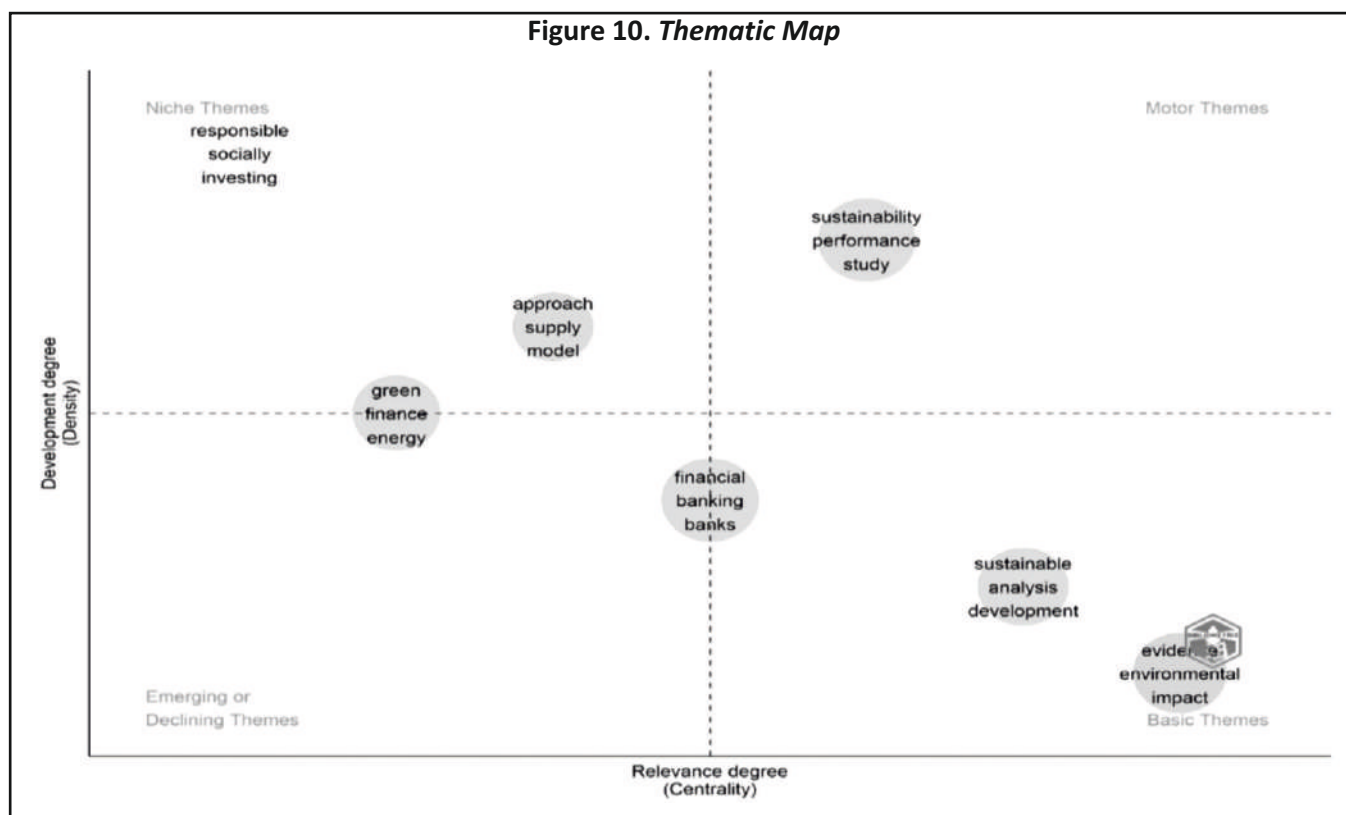 Figure 10. Thematic Map
Niche Themes
Motor Themes
responsible
socially
investing
sustainability
performance
study
approach
supply
model
green
finance
energy
financial
banking
banks
sustainable
analysis
development
evidence
environmental
impact
Emerging or
Declining Themes
Basic Themes
Development degree
(Density)
Relevance degree
(Centrality)